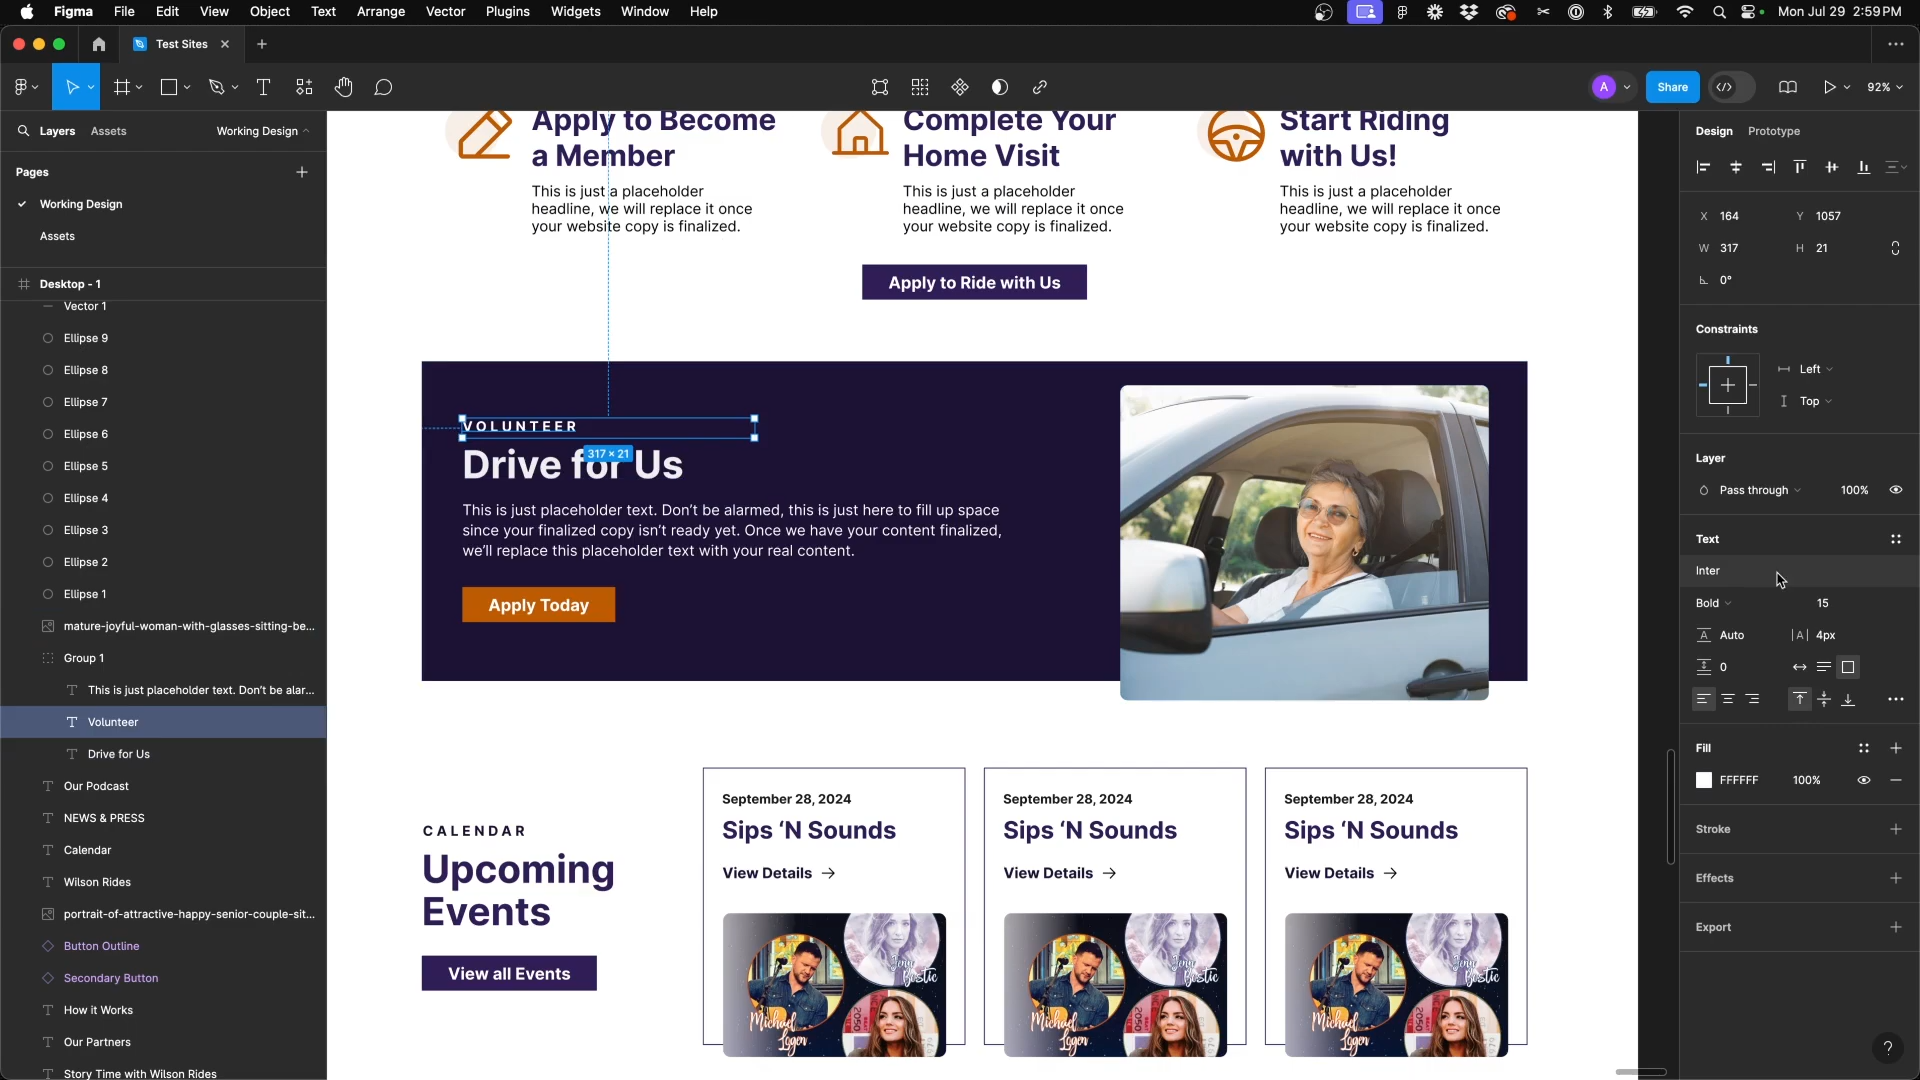 Figma File Edit View Object Text Arrange Vector Plugins Widgets Window Help Mon Jul 29 2:59 PM
Test Sites
A Share 92%
Layers Assets Working Design
Pages
Working Design
Assets
Desktop - 1
Vector 1
Ellipse 9
Ellipse 8
Ellipse 7
Ellipse 6
Ellipse 5
Ellipse 4
Ellipse 3
Ellipse 2
Ellipse 1
mature-joyful-woman-with-glasses-sitting-be...
Group 1
This is just placeholder text. Don’t be alar...
Volunteer
Drive for Us
Our Podcast
NEWS & PRESS
Calendar
Wilson Rides
portrait-of-attractive-happy-senior-couple-sit...
Button Outline
Secondary Button
How it Works
Our Partners
Story Time with Wilson Rides
Apply to Become
a Member
This is just a placeholder
headline, we will replace it once
your website copy is finalized.
Complete Your
Home Visit
This is just a placeholder
headline, we will replace it once
your website copy is finalized.
Start Riding
with Us!
This is just a placeholder
headline, we will replace it once
your website copy is finalized.
Apply to Ride with Us
VOLUNTEER
317 × 21
Drive for Us
This is just placeholder text. Don’t be alarmed, this is just here to fill up space
since your finalized copy isn’t ready yet. Once we have your content finalized,
we’ll replace this placeholder text with your real content.
Apply Today
CALENDAR
Upcoming
Events
View all Events
September 28, 2024
Sips ‘N Sounds
View Details →
Jenn
Bostic
Michael
Logen
September 28, 2024
Sips ‘N Sounds
View Details →
Jenn
Bostic
Michael
Logen
September 28, 2024
Sips ‘N Sounds
View Details →
Jenn
Bostic
Michael
Logen
Design Prototype
X 164 Y 1057
W 317 H 21
0°
Constraints
Left
Top
Layer
Pass through 100%
Text
Inter
Bold 15
A Auto |A| 4px
0
Fill
FFFFFF 100%
Stroke
Effects
Export
?